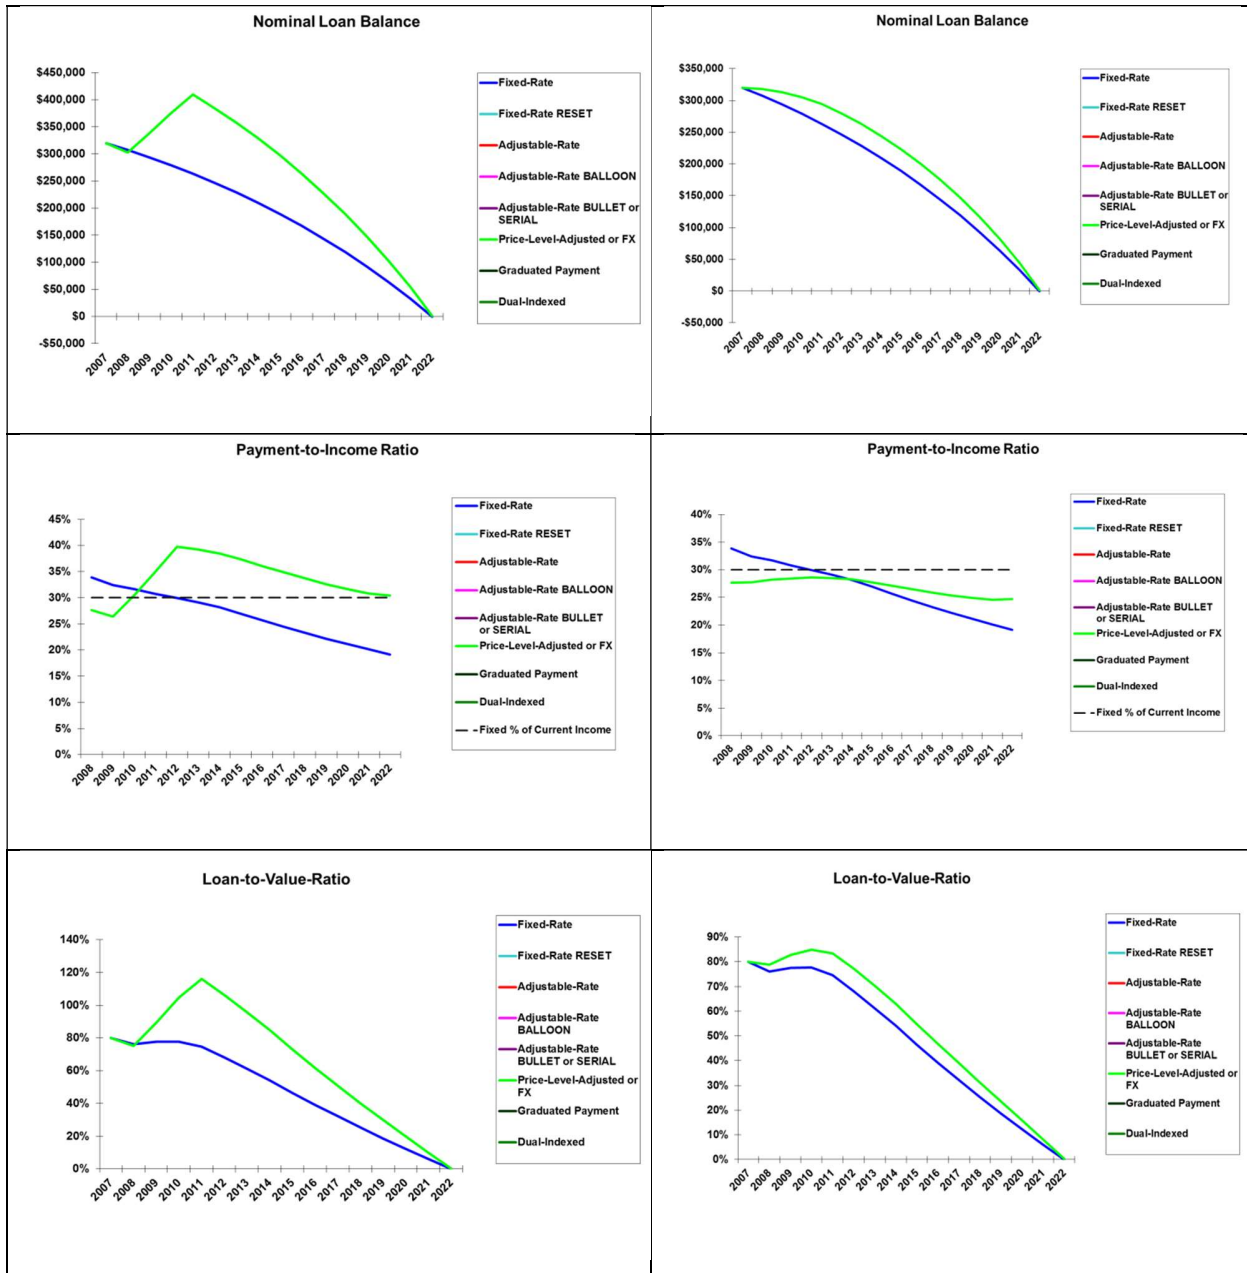 Nominal Loan Balance
$450,000
$400,000
$350,000
$300,000
$250,000
$200,000
$150,000
$100,000
$50,000
$0
-$50,000
2007
2008
2009
2010
2011
2012
2013
2014
2015
2016
2017
2018
2019
2020
2021
2022
Fixed-Rate
Fixed-Rate RESET
Adjustable-Rate
Adjustable-Rate BALLOON
Adjustable-Rate BULLET or
SERIAL
Price-Level-Adjusted or FX
Graduated Payment
Dual-Indexed
Nominal Loan Balance
$350,000
$300,000
$250,000
$200,000
$150,000
$100,000
$50,000
$0
-$50,000
2007
2008
2009
2010
2011
2012
2013
2014
2015
2016
2017
2018
2019
2020
2021
2022
Fixed-Rate
Fixed-Rate RESET
Adjustable-Rate
Adjustable-Rate BALLOON
Adjustable-Rate BULLET or
SERIAL
Price-Level-Adjusted or FX
Graduated Payment
Dual-Indexed
Payment-to-Income Ratio
45%
40%
35%
30%
25%
20%
15%
10%
5%
0%
2008
2009
2010
2011
2012
2013
2014
2015
2016
2017
2018
2019
2020
2021
2022
Fixed-Rate
Fixed-Rate RESET
Adjustable-Rate
Adjustable-Rate BALLOON
Adjustable-Rate BULLET
or SERIAL
Price-Level-Adjusted or FX
Graduated Payment
Dual-Indexed
Fixed % of Current Income
Payment-to-Income Ratio
40%
35%
30%
25%
20%
15%
10%
5%
0%
2008
2009
2010
2011
2012
2013
2014
2015
2016
2017
2018
2019
2020
2021
2022
Fixed-Rate
Fixed-Rate RESET
Adjustable-Rate
Adjustable-Rate BALLOON
Adjustable-Rate BULLET
or SERIAL
Price-Level-Adjusted or FX
Graduated Payment
Dual-Indexed
Fixed % of Current Income
Loan-to-Value-Ratio
140%
120%
100%
80%
60%
40%
20%
0%
2007
2008
2009
2010
2011
2012
2013
2014
2015
2016
2017
2018
2019
2020
2021
2022
Fixed-Rate
Fixed-Rate RESET
Adjustable-Rate
Adjustable-Rate
BALLOON
Adjustable-Rate
BULLET or SERIAL
Price-Level-Adjusted or
FX
Graduated Payment
Dual-Indexed
Loan-to-Value-Ratio
90%
80%
70%
60%
50%
40%
30%
20%
10%
0%
2007
2008
2009
2010
2011
2012
2013
2014
2015
2016
2017
2018
2019
2020
2021
2022
Fixed-Rate
Fixed-Rate RESET
Adjustable-Rate
Adjustable-Rate
BALLOON
Adjustable-Rate
BULLET or SERIAL
Price-Level-Adjusted or
FX
Graduated Payment
Dual-Indexed